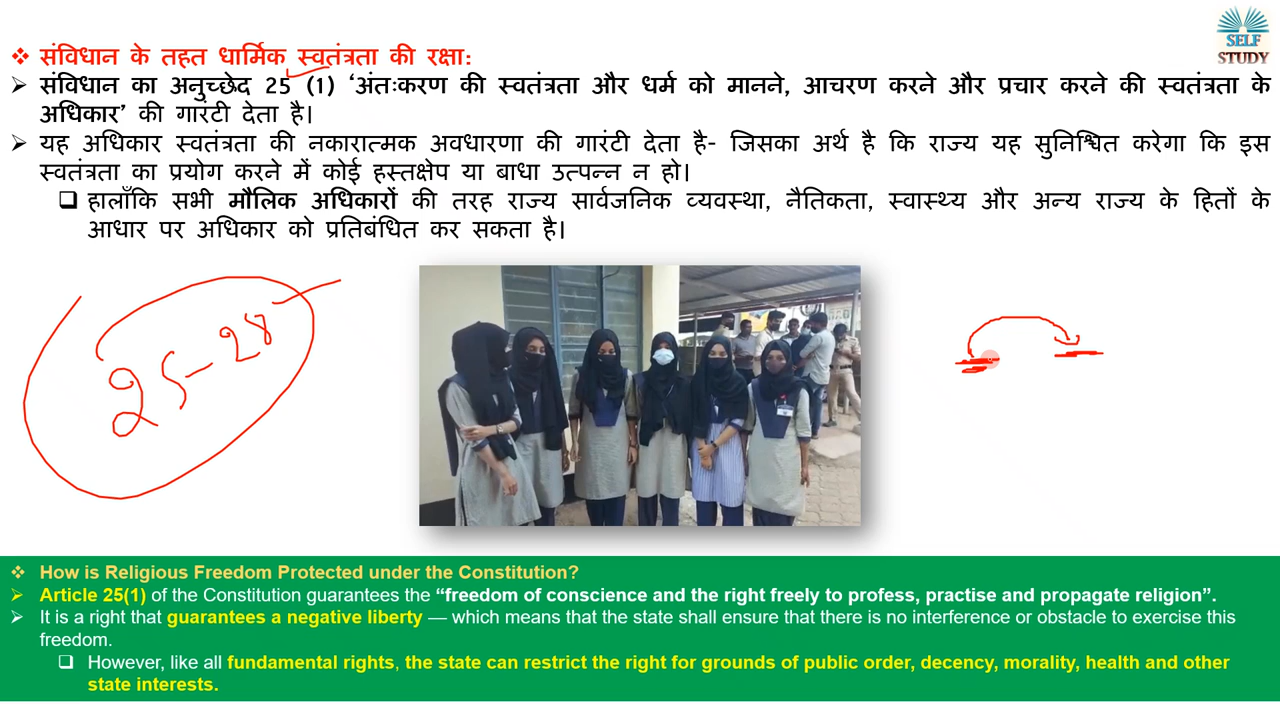 SELF
STUDY
❖ संविधान के तहत धार्मिक स्वतंत्रता की रक्षा:
➢ संविधान का अनुच्छेद 25 (1) ‘अंतःकरण की स्वतंत्रता और धर्म को मानने, आचरण करने और प्रचार करने की स्वतंत्रता के
अधिकार’ की गारंटी देता है।
➢ यह अधिकार स्वतंत्रता की नकारात्मक अवधारणा की गारंटी देता है- जिसका अर्थ है कि राज्य यह सुनिश्चित करेगा कि इस
स्वतंत्रता का प्रयोग करने में कोई हस्तक्षेप या बाधा उत्पन्न न हो।
❑ हालाँकि सभी मौलिक अधिकारों की तरह राज्य सार्वजनिक व्यवस्था, नैतिकता, स्वास्थ्य और अन्य राज्य के हितों के
आधार पर अधिकार को प्रतिबंधित कर सकता है।
25-28
❖ How is Religious Freedom Protected under the Constitution?
➢ Article 25(1) of the Constitution guarantees the “freedom of conscience and the right freely to profess, practise and propagate religion”.
➢ It is a right that guarantees a negative liberty — which means that the state shall ensure that there is no interference or obstacle to exercise this
freedom.
❑ However, like all fundamental rights, the state can restrict the right for grounds of public order, decency, morality, health and other
state interests.